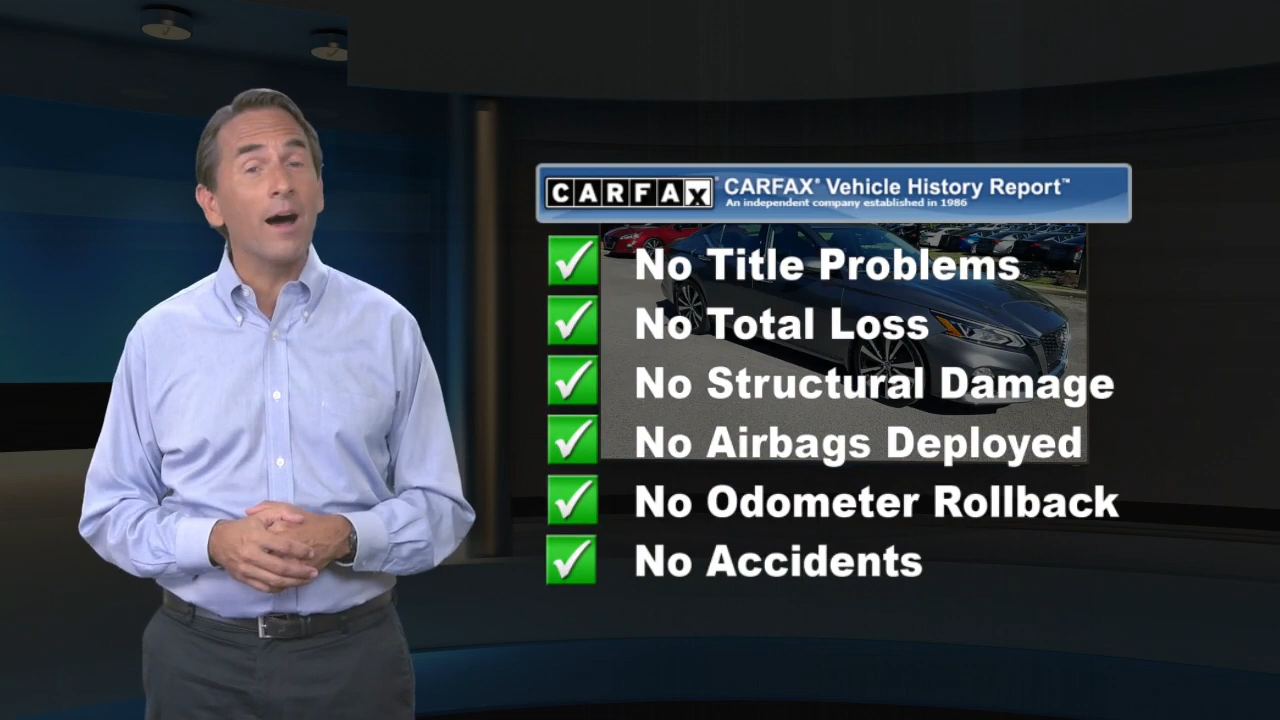 CARFAX® CARFAX® Vehicle History Report™
An independent company established in 1986
No Title Problems
No Total Loss
No Structural Damage
No Airbags Deployed
No Odometer Rollback
No Accidents